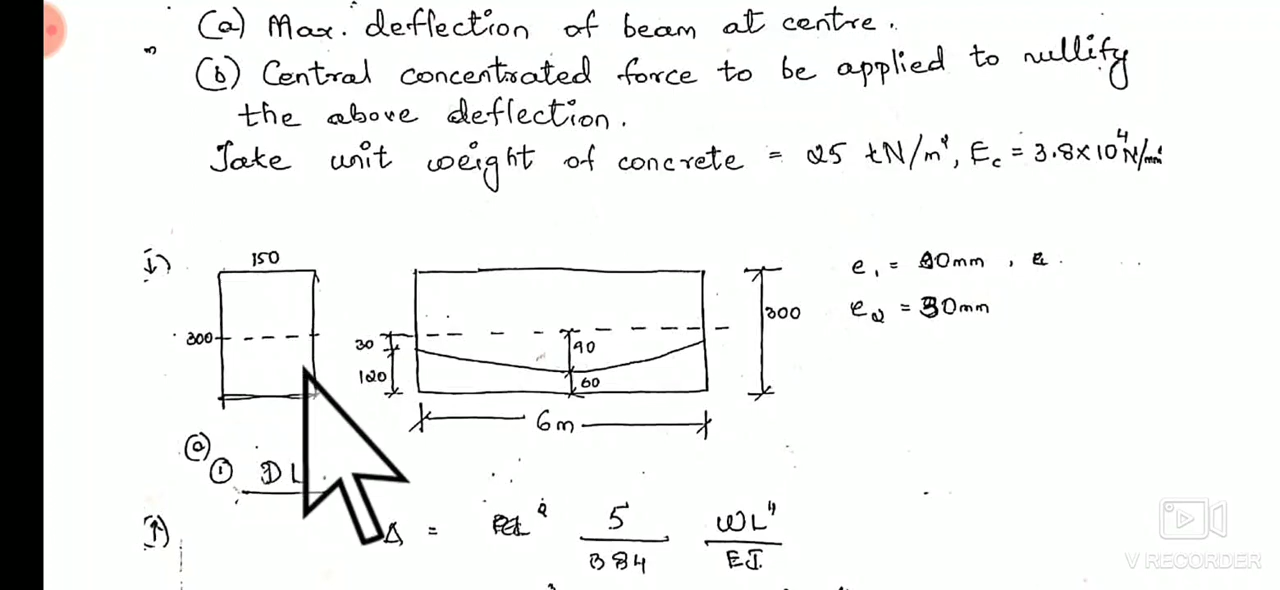 (a) Max. deflection of beam at centre.
(b) Central concentrated force to be applied to nullify
the above deflection.
Take unit weight of concrete = 25 kN/m³, Ec = 3.8×10⁴ N/mm²
150
300
30
120
90
60
6m
300
e₁ = 90mm ,
e₂ = 30mm
(a)
① DL
Δ = 5/384 WL⁴/EI
V RECORDER